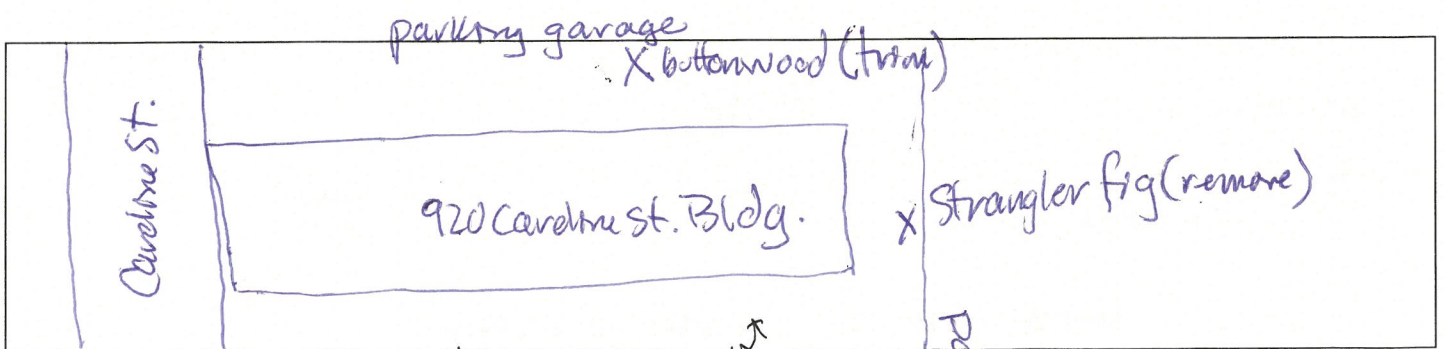 parking garage
X buttonwood (trim)
Caroline St.
920 Caroline St. Bldg.
X Strangler fig (remove)